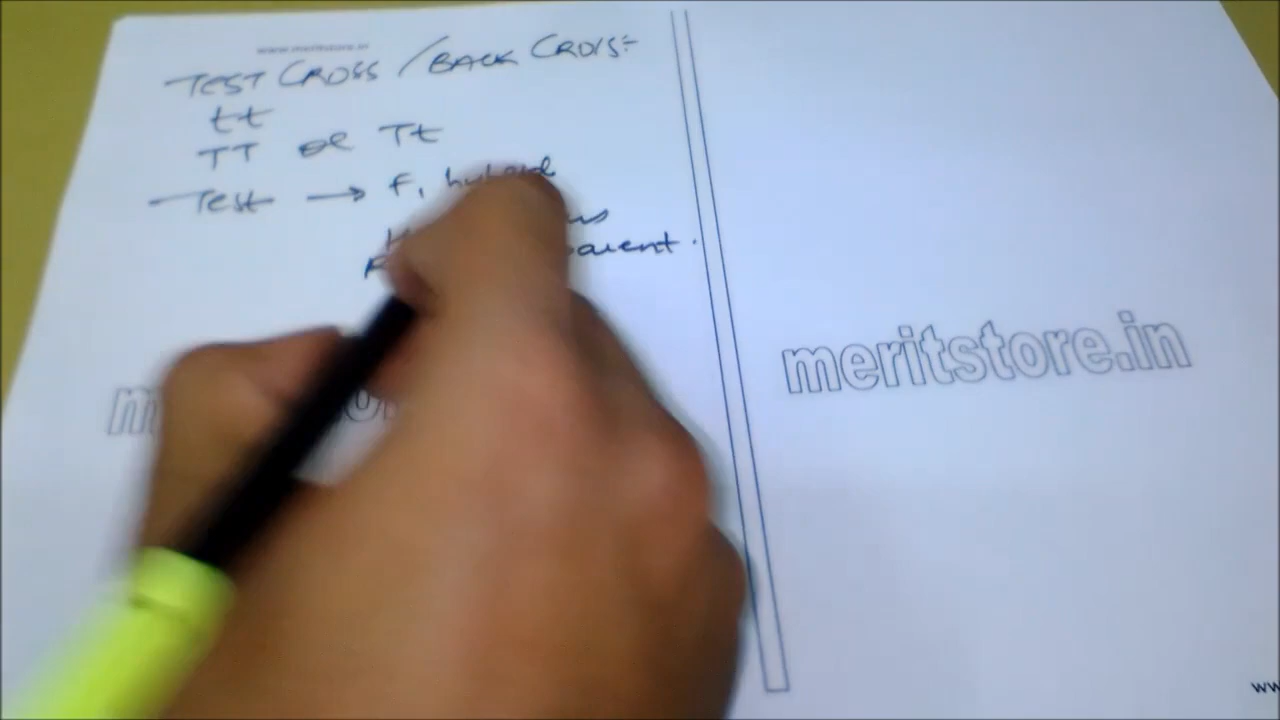 www.meritstore.in
TEST CROSS / BACK CROSS:-
tt
TT or Tt
Test → F1 hybrid
parent.
meritstore.in